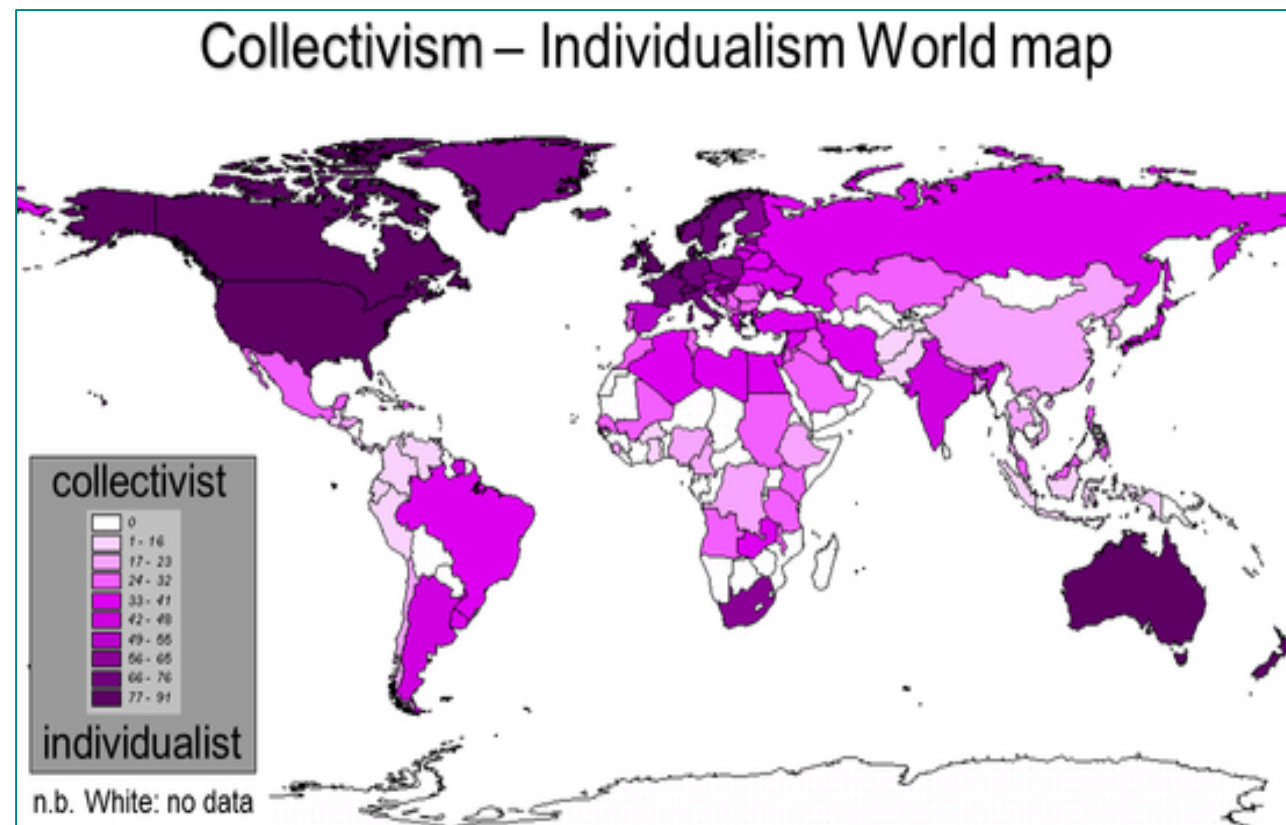 Collectivism – Individualism World map
collectivist
0
1 - 16
17 - 23
24 - 32
33 - 41
42 - 48
49 - 55
56 - 65
66 - 76
77 - 91
individualist
n.b. White: no data